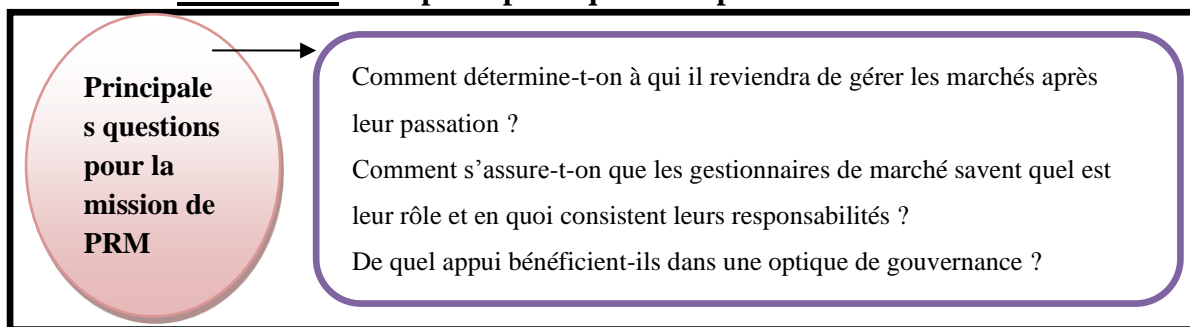 Principale
s questions
pour la
mission de
PRM
Comment détermine-t-on à qui il reviendra de gérer les marchés après
leur passation ?
Comment s’assure-t-on que les gestionnaires de marché savent quel est
leur rôle et en quoi consistent leurs responsabilités ?
De quel appui bénéficient-ils dans une optique de gouvernance ?